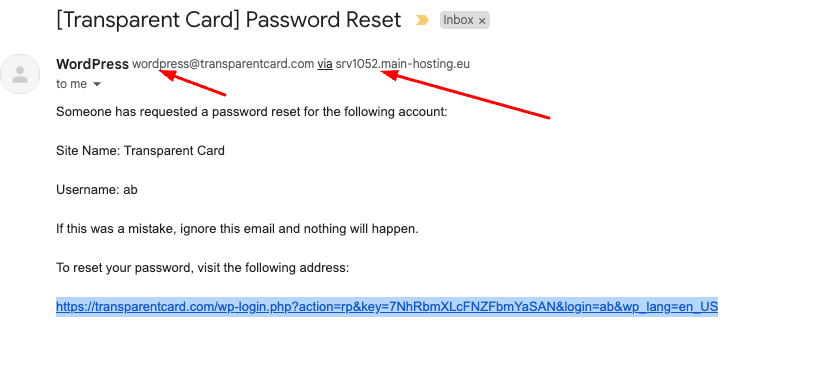 [Transparent Card] Password Reset Inbox ×
WordPress wordpress@transparentcard.com via srv1052.main-hosting.eu
to me
Someone has requested a password reset for the following account:
Site Name: Transparent Card
Username: ab
If this was a mistake, ignore this email and nothing will happen.
To reset your password, visit the following address:
https://transparentcard.com/wp-login.php?action=rp&key=7NhRbmXLcFNZFbmYaSAN&login=ab&wp_lang=en_US